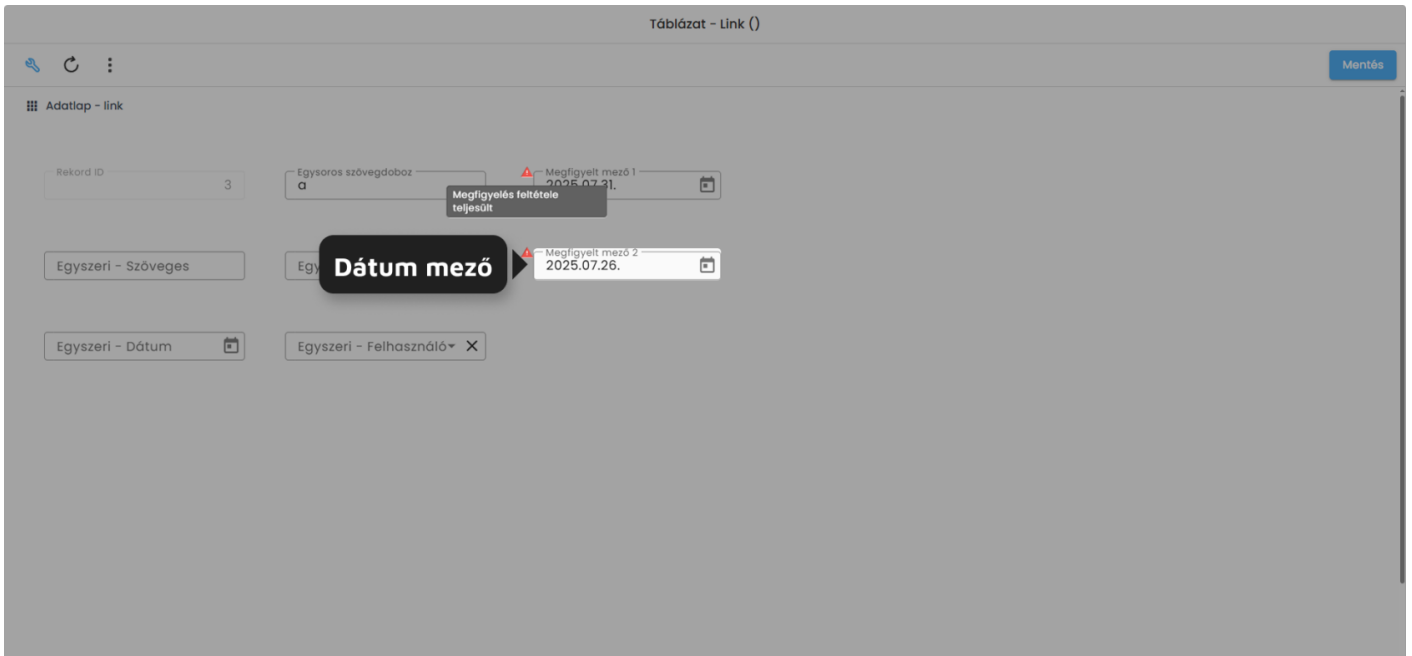 Táblázat - Link ()
Mentés
Adatlap - link
Rekord ID
3
Egysoros szövegdoboz
a
Megfigyelt mező 1
2025.07.31.
Megfigyelés feltétele
teljesült
Egyszeri - Szöveges
Egy
Dátum mező
Megfigyelt mező 2
2025.07.26.
Egyszeri - Dátum
Egyszeri - Felhasználó